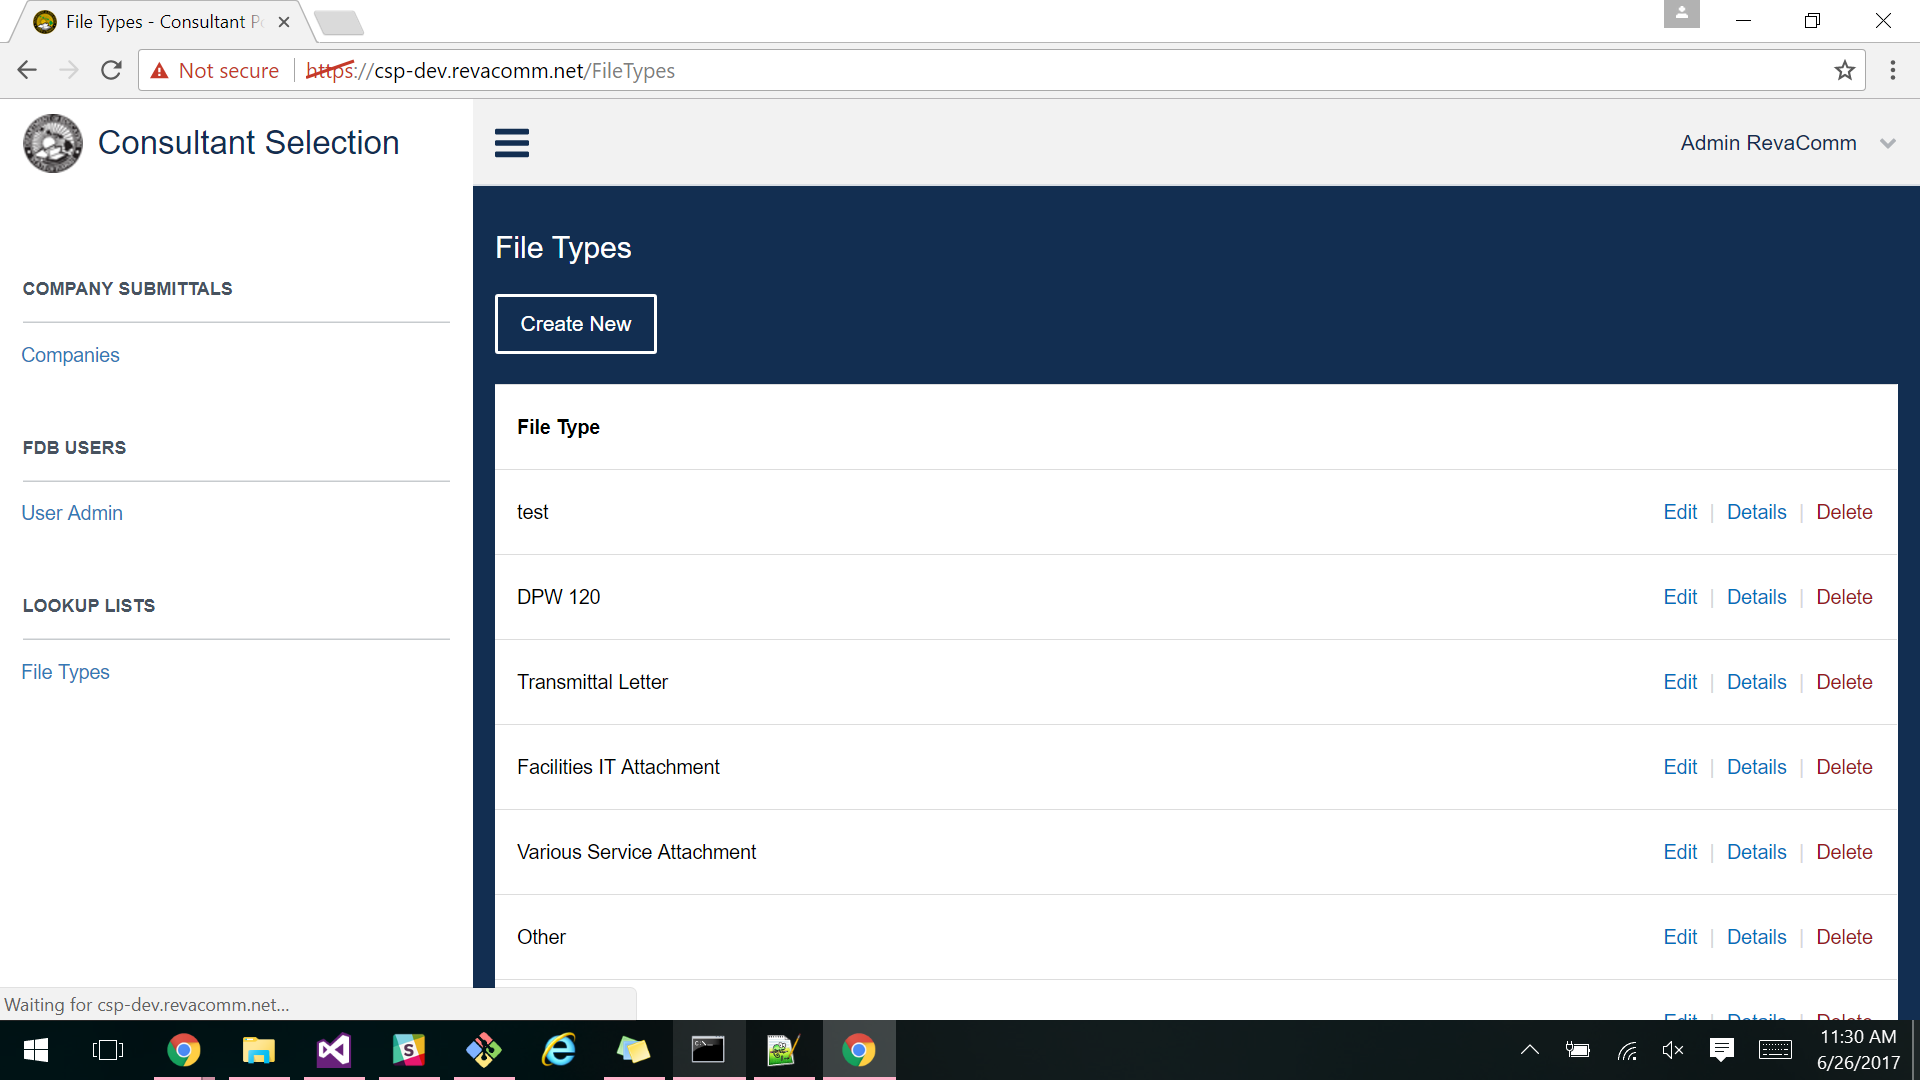 File Types - Consultant P
Not secure
https://csp-dev.revacomm.net/FileTypes
Consultant Selection
Admin RevaComm
COMPANY SUBMITTALS
Companies
FDB USERS
User Admin
LOOKUP LISTS
File Types
File Types
Create New
File Type
test Edit | Details | Delete
DPW 120 Edit | Details | Delete
Transmittal Letter Edit | Details | Delete
Facilities IT Attachment Edit | Details | Delete
Various Service Attachment Edit | Details | Delete
Other Edit | Details | Delete
Edit | Details | Delete
Waiting for csp-dev.revacomm.net...
11:30 AM
6/26/2017